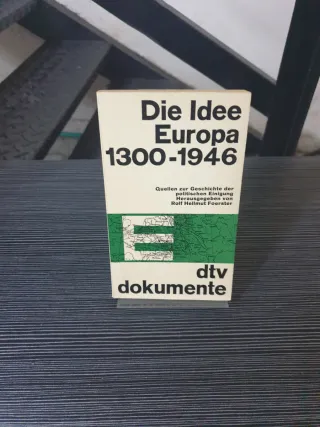 Die Idee
Europa
1300-1946
Quellen zur Geschichte der
politischen Einigung
Herausgegeben von
Rolf Hellmut Foerster
E
dtv
dokumente